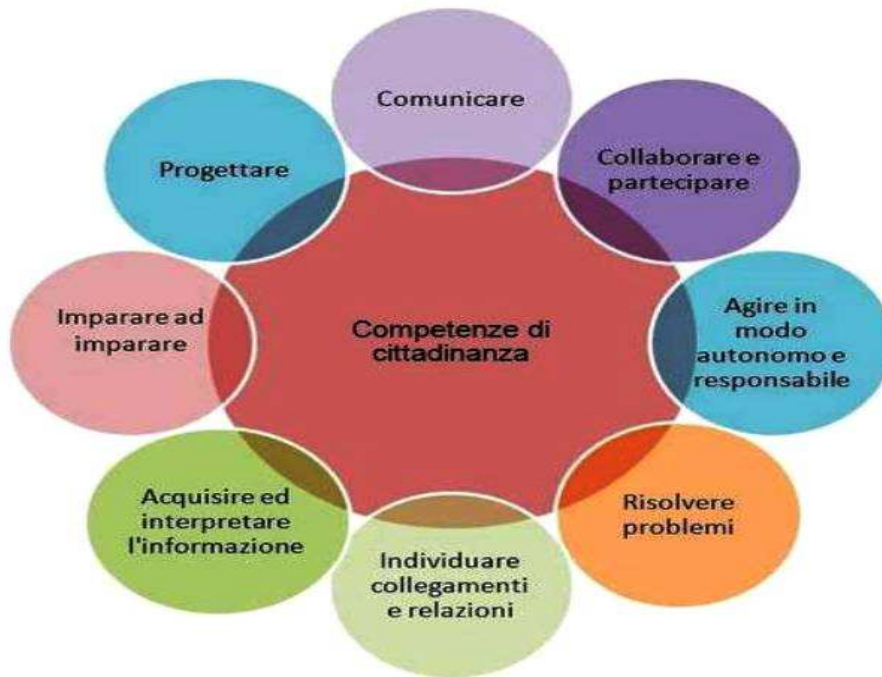 Comunicare
Collaborare e
partecipare
Agire in
modo
autonomo e
responsabile
Risolvere
problemi
Individuare
collegamenti
e relazioni
Acquisire ed
interpretare
l'informazione
Imparare ad
imparare
Progettare
Competenze di
cittadinanza